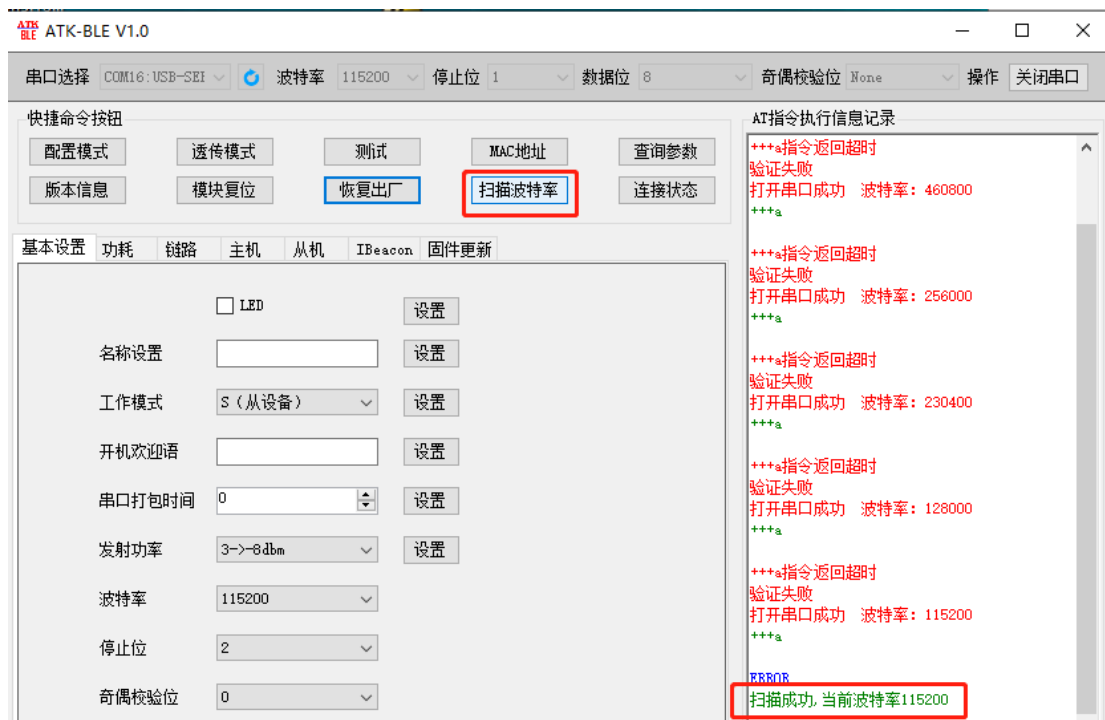 ATK BLE ATK-BLE V1.0
串口选择 COM16:USB-SEI 波特率 115200 停止位 1 数据位 8 奇偶校验位 None 操作 关闭串口
快捷命令按钮
配置模式 透传模式 测试 MAC地址 查询参数
版本信息 模块复位 恢复出厂 扫描波特率 连接状态
基本设置 功耗 链路 主机 从机 IBeacon 固件更新
LED 设置
名称设置 设置
工作模式 S（从设备） 设置
开机欢迎语 设置
串口打包时间 0 设置
发射功率 3->-8dbm 设置
波特率 115200
停止位 2
奇偶校验位 0
AT指令执行信息记录
+++a指令返回超时
验证失败
打开串口成功 波特率：460800
+++a
+++a指令返回超时
验证失败
打开串口成功 波特率：256000
+++a
+++a指令返回超时
验证失败
打开串口成功 波特率：230400
+++a
+++a指令返回超时
验证失败
打开串口成功 波特率：128000
+++a
+++a指令返回超时
验证失败
打开串口成功 波特率：115200
+++a
ERROR
扫描成功,当前波特率115200